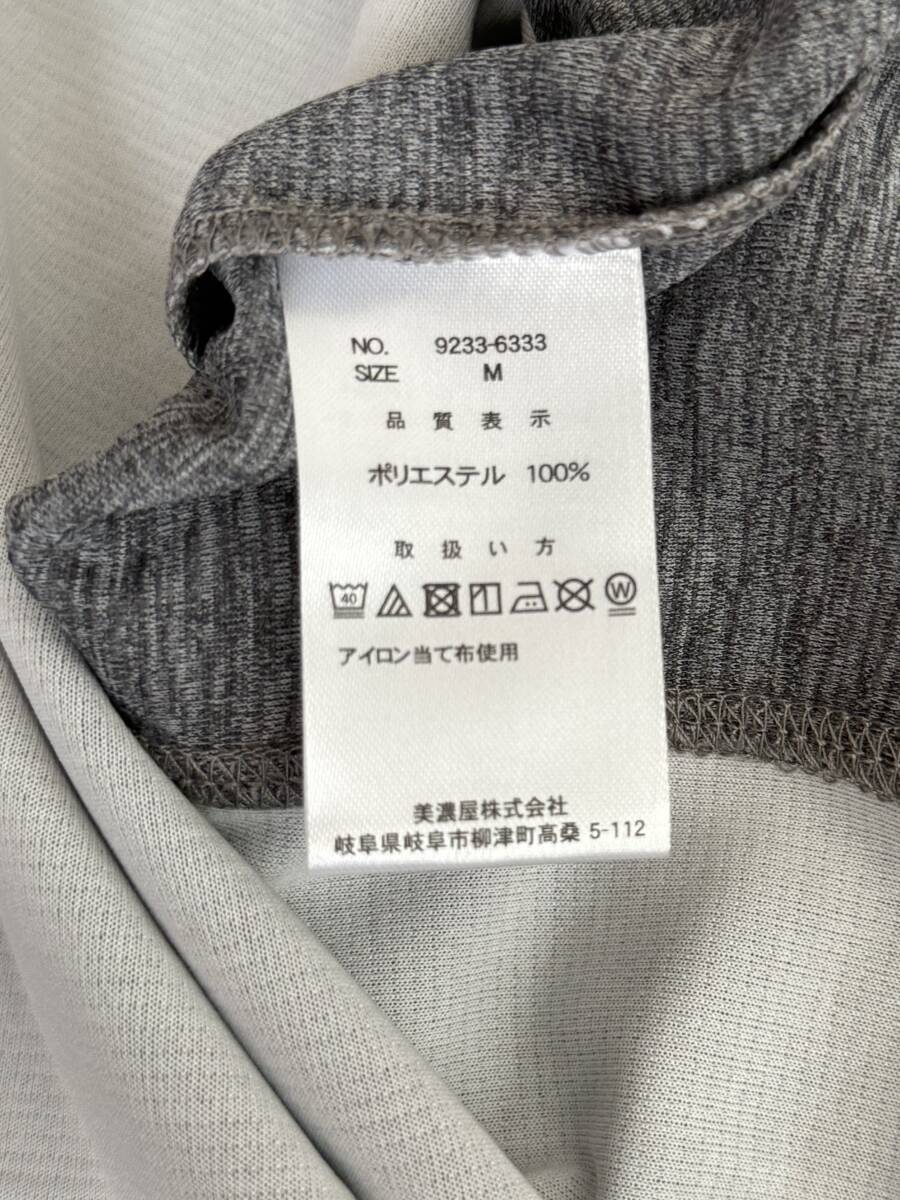 NO. 9233-6333
SIZE M
品質表示
ポリエステル 100%
取扱い方
40 W
アイロン当て布使用
美濃屋株式会社
岐阜県岐阜市柳津町高桑 5-112